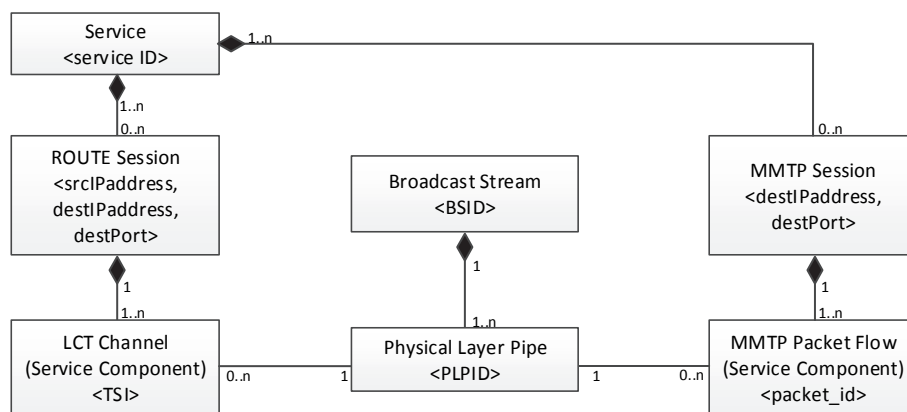 Service
<service ID>
1..n
1..n
0..n
0..n
ROUTE Session
<srcIPaddress,
destIPaddress,
destPort>
Broadcast Stream
<BSID>
MMTP Session
<destIPaddress,
destPort>
1
1..n
1
1..n
1
1..n
LCT Channel
(Service Component)
<TSI>
0..n
1
Physical Layer Pipe
<PLPID>
1
0..n
MMTP Packet Flow
(Service Component)
<packet_id>